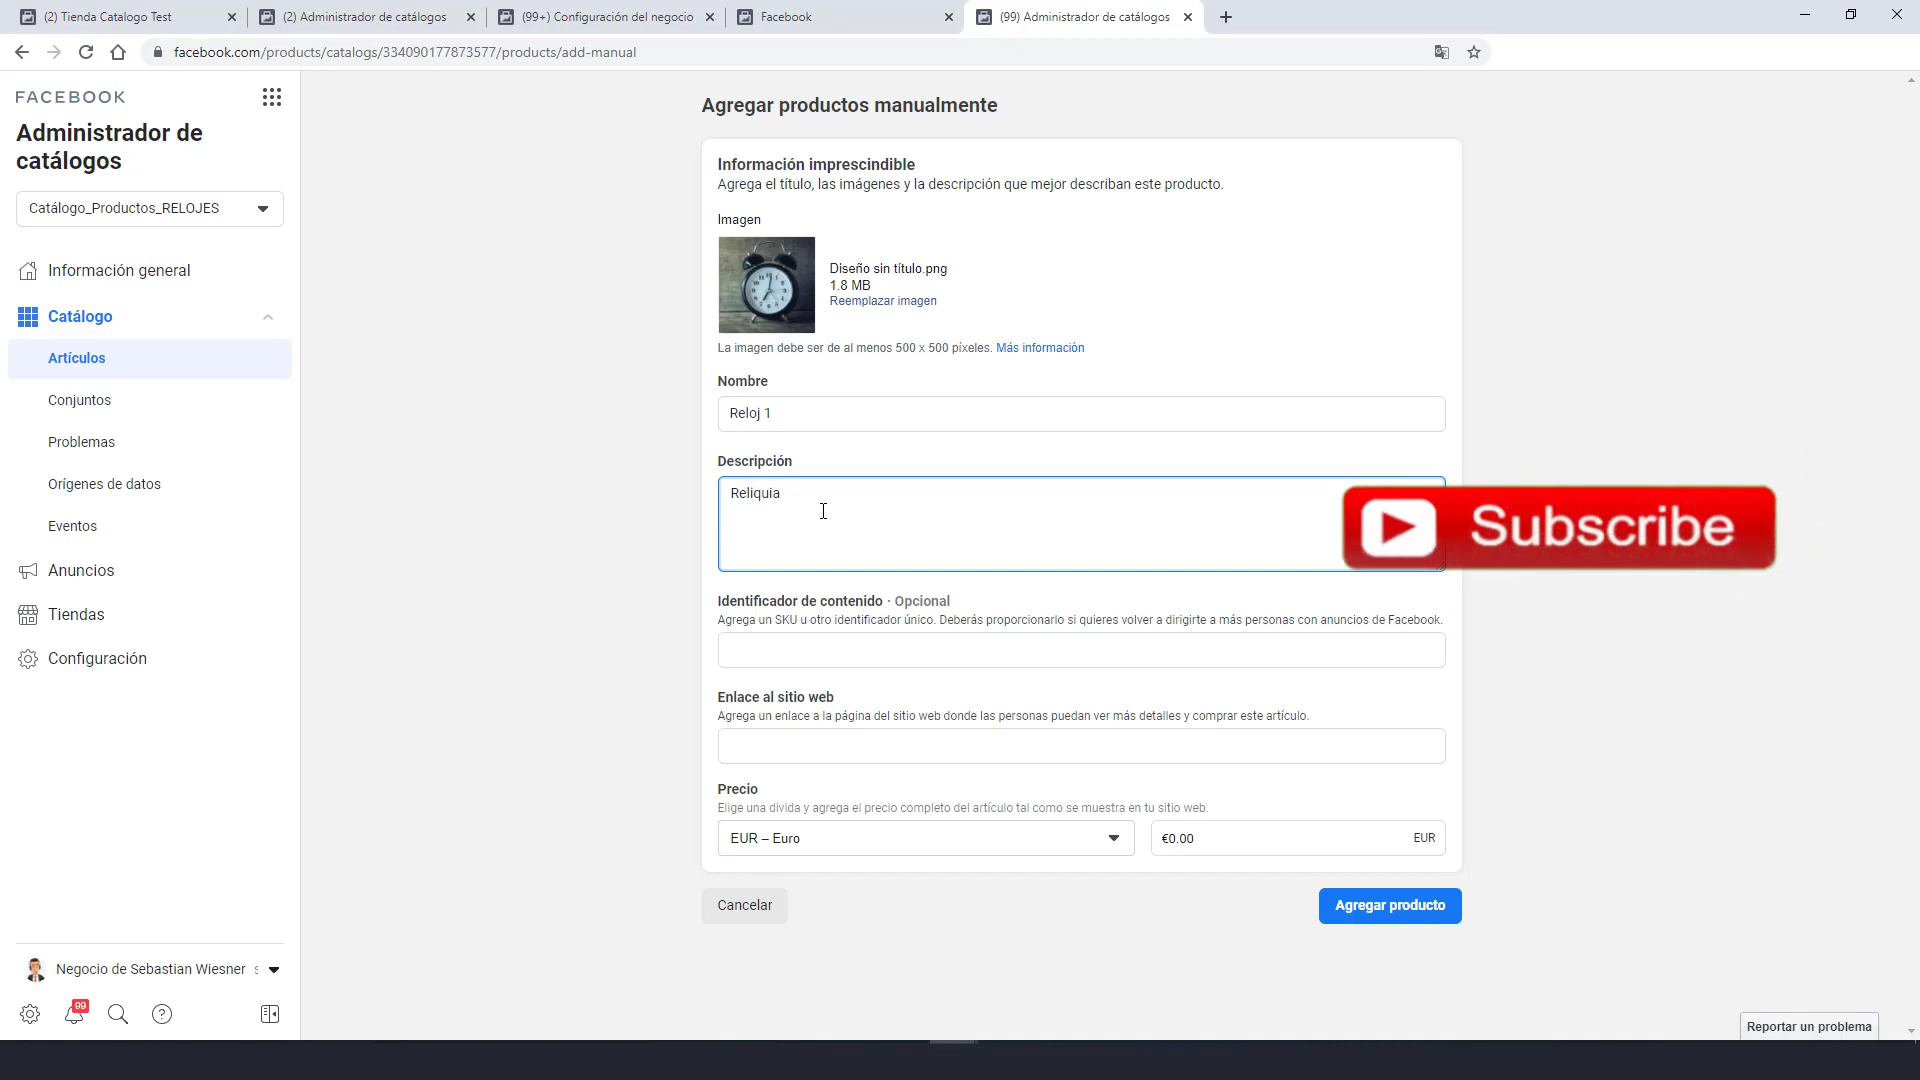 (2) Tienda Catalogo Test
(2) Administrador de catálogos
(99+) Configuración del negocio
Facebook
(99) Administrador de catálogos
facebook.com/products/catalogs/334090177873577/products/add-manual
FACEBOOK
Administrador de
catálogos
Catálogo_Productos_RELOJES
Información general
Catálogo
Artículos
Conjuntos
Problemas
Orígenes de datos
Eventos
Anuncios
Tiendas
Configuración
Negocio de Sebastian Wiesner s
99
Agregar productos manualmente
Información imprescindible
Agrega el título, las imágenes y la descripción que mejor describan este producto.
Imagen
Diseño sin título.png
1.8 MB
Reemplazar imagen
La imagen debe ser de al menos 500 x 500 píxeles. Más información
Nombre
Reloj 1
Descripción
Reliquia
Subscribe
Identificador de contenido · Opcional
Agrega un SKU u otro identificador único. Deberás proporcionarlo si quieres volver a dirigirte a más personas con anuncios de Facebook.
Enlace al sitio web
Agrega un enlace a la página del sitio web donde las personas puedan ver más detalles y comprar este artículo.
Precio
Elige una divida y agrega el precio completo del artículo tal como se muestra en tu sitio web.
EUR – Euro
€0.00 EUR
Cancelar
Agregar producto
Reportar un problema